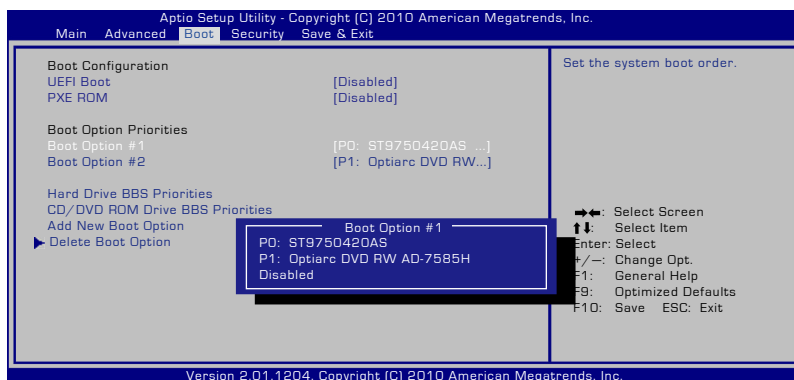 Aptio Setup Utility - Copyright (C) 2010 American Megatrends, Inc.
Main Advanced Boot Security Save & Exit
Boot Configuration
UEFI Boot [Disabled]
PXE ROM [Disabled]
Boot Option Priorities
Boot Option #1 [P0: ST9750420AS ...]
Boot Option #2 [P1: Optiarc DVD RW...]
Hard Drive BBS Priorities
CD/DVD ROM Drive BBS Priorities
Add New Boot Option
Delete Boot Option
Boot Option #1
P0: ST9750420AS
P1: Optiarc DVD RW AD-7585H
Disabled
Set the system boot order.
→←: Select Screen
↑↓: Select Item
Enter: Select
+/—: Change Opt.
F1: General Help
F9: Optimized Defaults
F10: Save ESC: Exit
Version 2.01.1204. Copyright (C) 2010 American Megatrends, Inc.